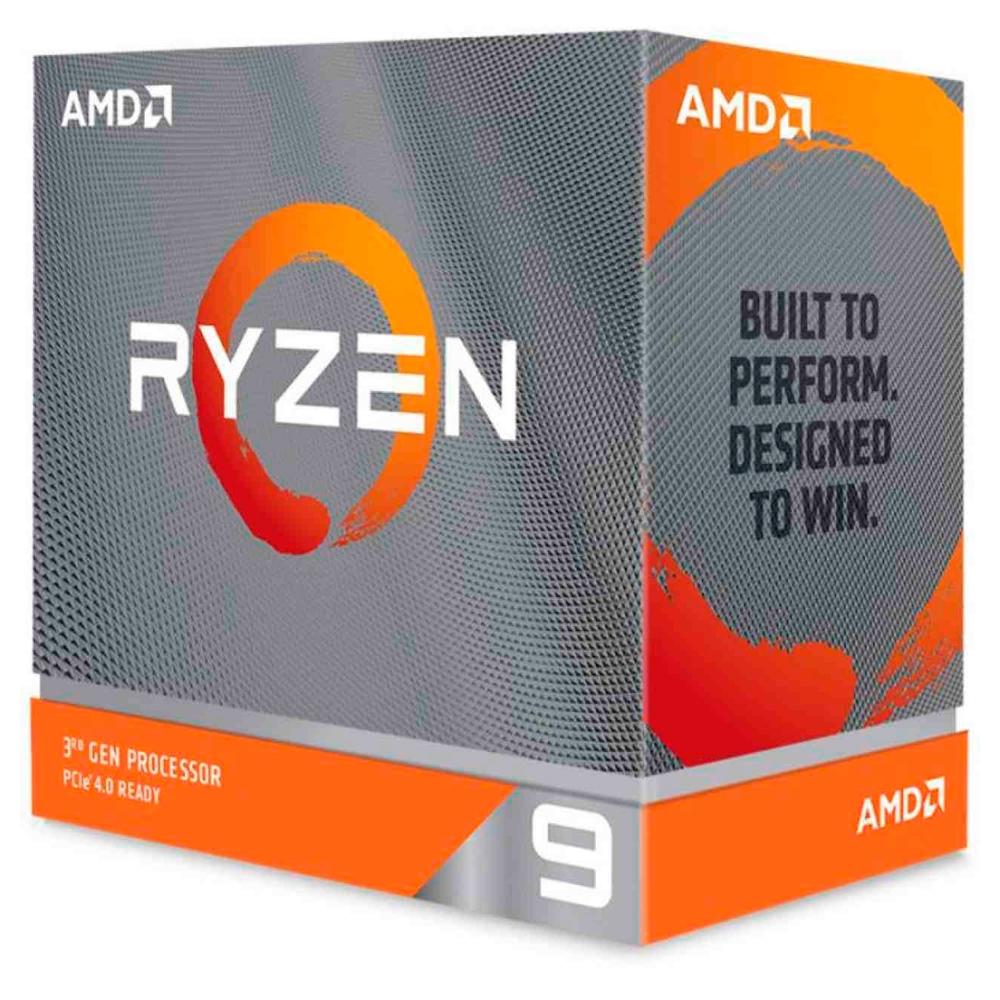 AMD
RYZEN
3RD GEN PROCESSOR
PCIe® 4.0 READY
9
AMD
BUILT TO
PERFORM.
DESIGNED
TO WIN.
AMD